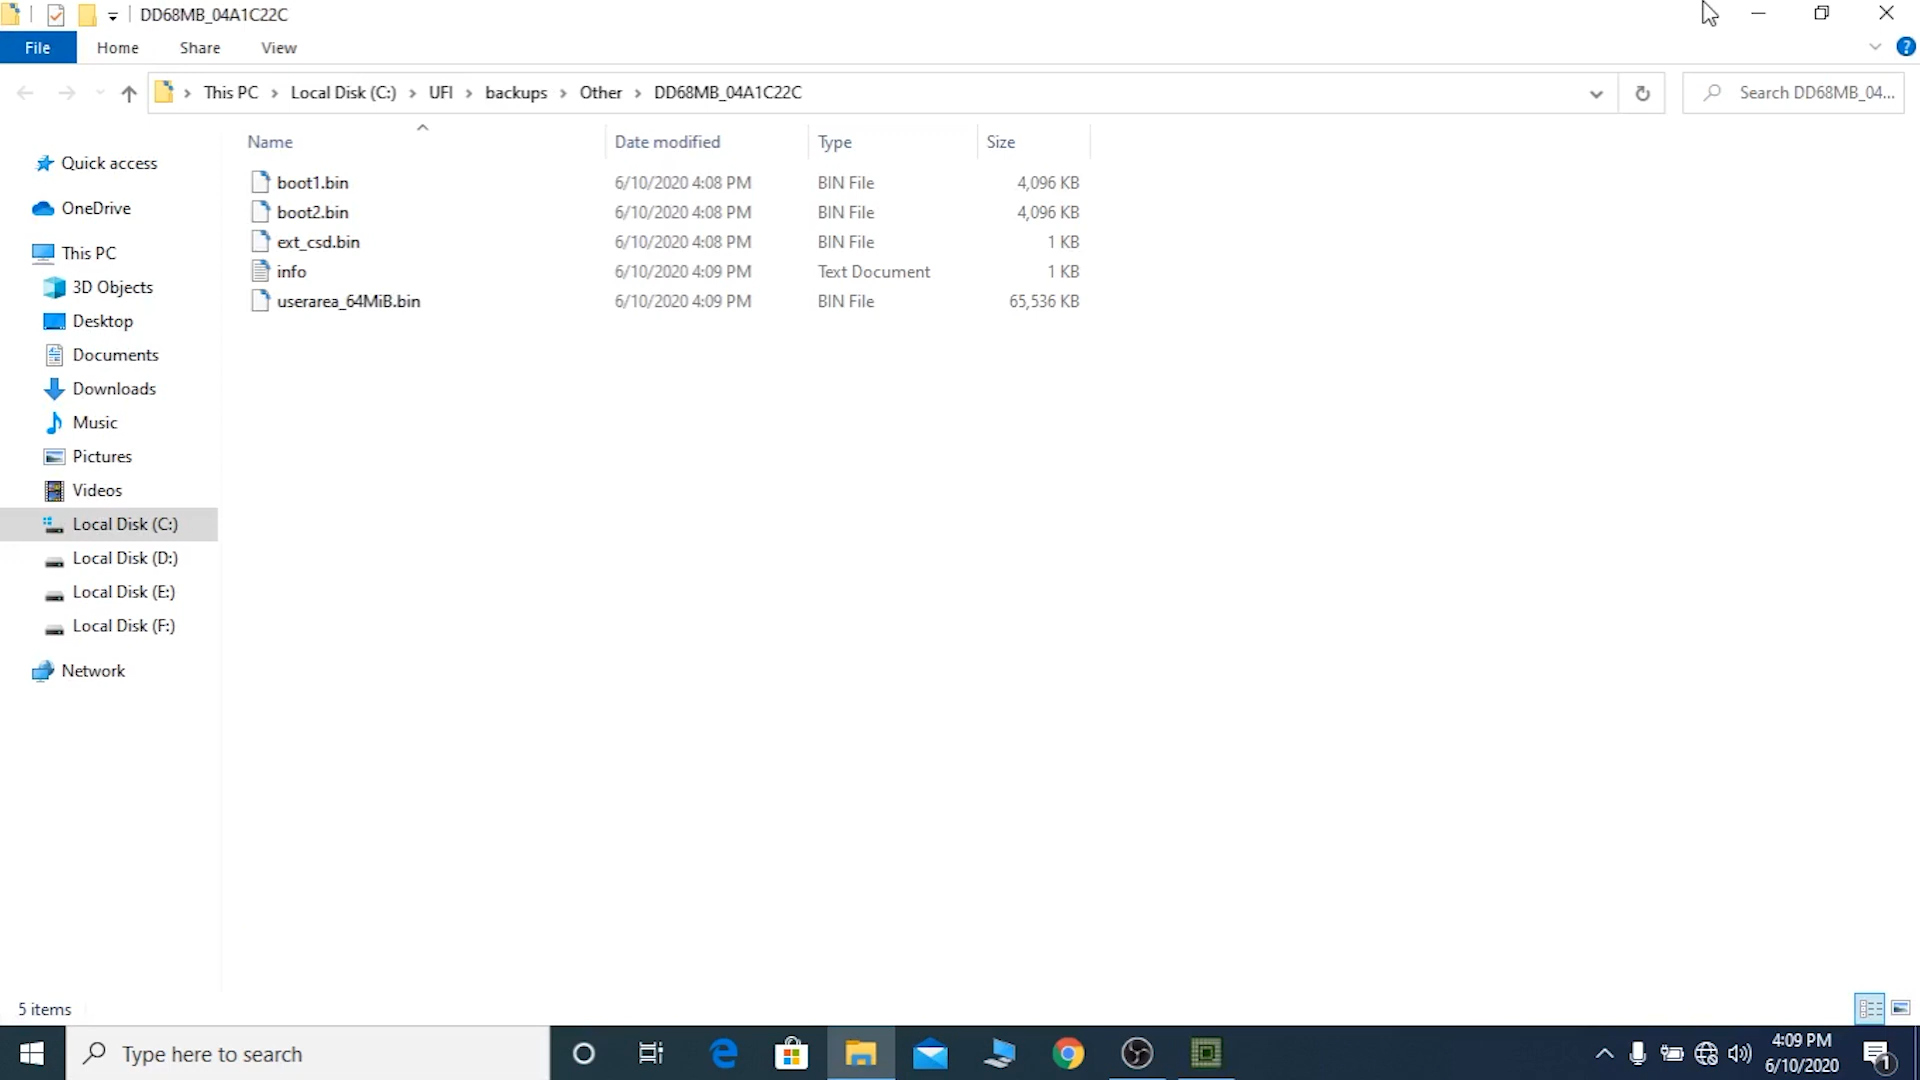 DD68MB_04A1C22C
File Home Share View
This PC Local Disk (C:) UFI backups Other DD68MB_04A1C22C Search DD68MB_04...
Name Date modified Type Size
boot1.bin 6/10/2020 4:08 PM BIN File 4,096 KB
boot2.bin 6/10/2020 4:08 PM BIN File 4,096 KB
ext_csd.bin 6/10/2020 4:08 PM BIN File 1 KB
info 6/10/2020 4:09 PM Text Document 1 KB
userarea_64MiB.bin 6/10/2020 4:09 PM BIN File 65,536 KB
Quick access
OneDrive
This PC
3D Objects
Desktop
Documents
Downloads
Music
Pictures
Videos
Local Disk (C:)
Local Disk (D:)
Local Disk (E:)
Local Disk (F:)
Network
5 items
Type here to search
4:09 PM
6/10/2020
1